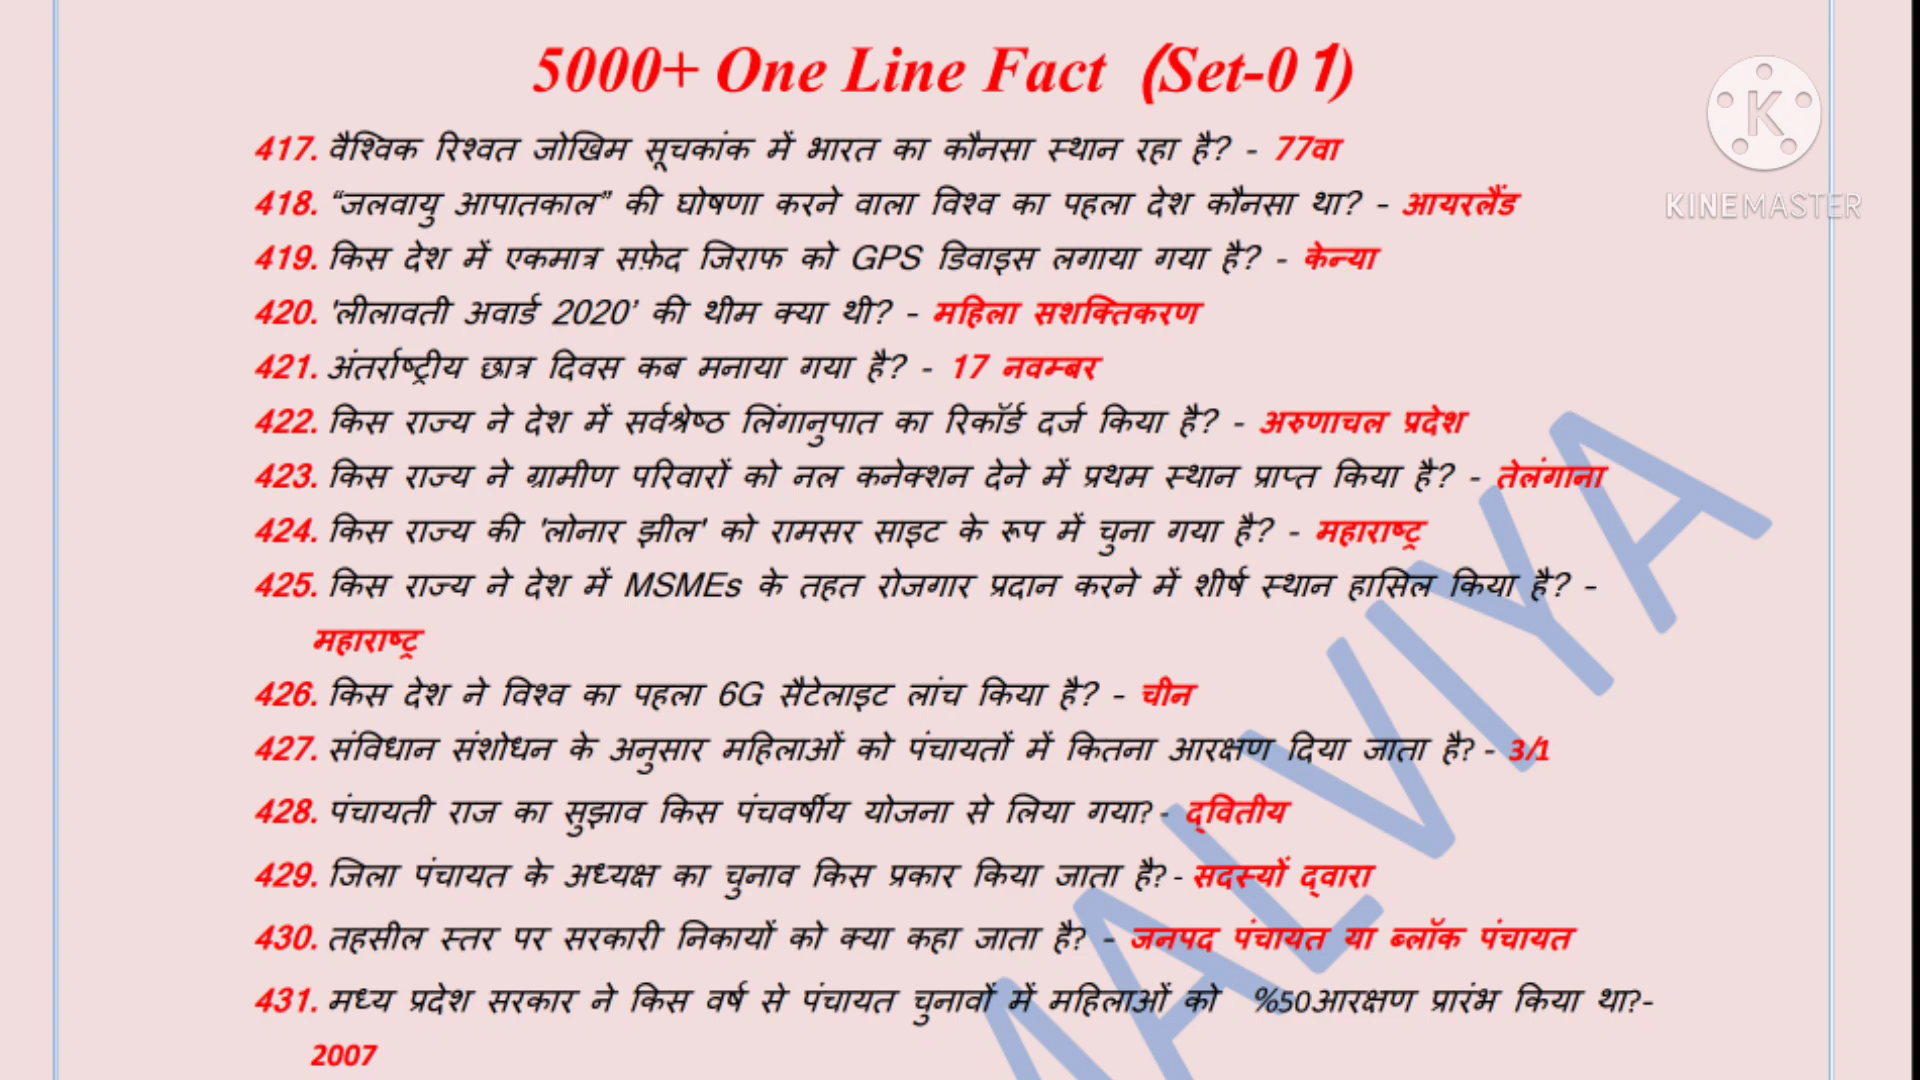 5000+ One Line Fact (Set-01)
417. वैश्विक रिश्वत जोखिम सूचकांक में भारत का कौनसा स्थान रहा है? - 77वा
418. “जलवायु आपातकाल” की घोषणा करने वाला विश्व का पहला देश कौनसा था? - आयरलैंड
419. किस देश में एकमात्र सफ़ेद जिराफ को GPS डिवाइस लगाया गया है? - केन्या
420. 'लीलावती अवार्ड 2020’ की थीम क्या थी? - महिला सशक्तिकरण
421. अंतर्राष्ट्रीय छात्र दिवस कब मनाया गया है? - 17 नवम्बर
422. किस राज्य ने देश में सर्वश्रेष्ठ लिंगानुपात का रिकॉर्ड दर्ज किया है? - अरुणाचल प्रदेश
423. किस राज्य ने ग्रामीण परिवारों को नल कनेक्शन देने में प्रथम स्थान प्राप्त किया है? - तेलंगाना
424. किस राज्य की 'लोनार झील' को रामसर साइट के रूप में चुना गया है? - महाराष्ट्र
425. किस राज्य ने देश में MSMEs के तहत रोजगार प्रदान करने में शीर्ष स्थान हासिल किया है? -
महाराष्ट्र
426. किस देश ने विश्व का पहला 6G सैटेलाइट लांच किया है? - चीन
427. संविधान संशोधन के अनुसार महिलाओं को पंचायतों में कितना आरक्षण दिया जाता है? - 3/1
428. पंचायती राज का सुझाव किस पंचवर्षीय योजना से लिया गया? - द्वितीय
429. जिला पंचायत के अध्यक्ष का चुनाव किस प्रकार किया जाता है? - सदस्यों द्वारा
430. तहसील स्तर पर सरकारी निकायों को क्या कहा जाता है? - जनपद पंचायत या ब्लॉक पंचायत
431. मध्य प्रदेश सरकार ने किस वर्ष से पंचायत चुनावों में महिलाओं को %50आरक्षण प्रारंभ किया था?-
2007
K
KINEMASTER
MALVIYA